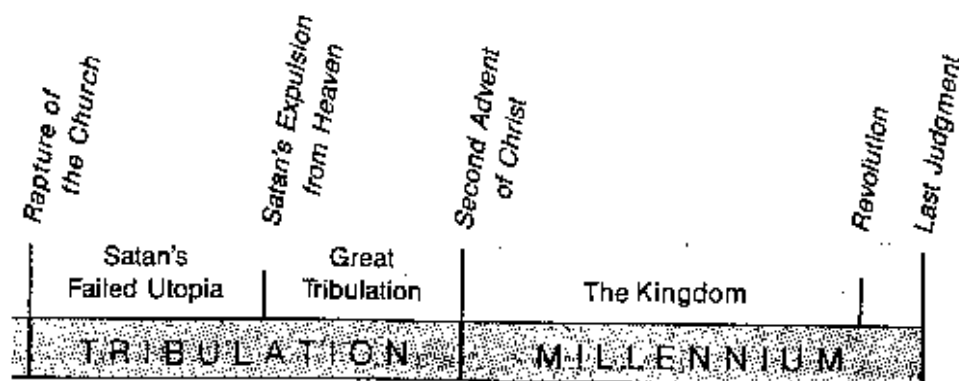 Rapture of
the Church
Satan's Expulsion
from Heaven
Second Advent
of Christ
Revolution
Last Judgment
Satan's
Failed Utopia
Great
Tribulation
The Kingdom
TRIBULATION
MILLENNIUM